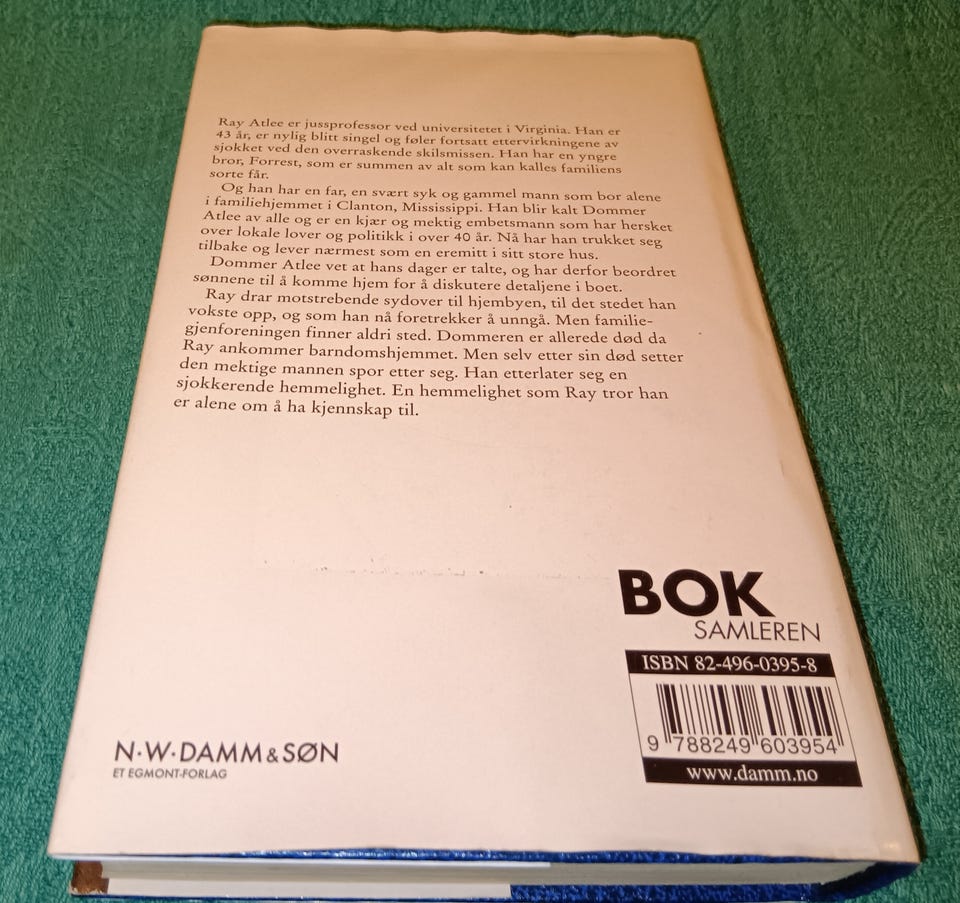 Ray Atlee er jussprofessor ved universitetet i Virginia. Han er
43 år, er nylig blitt singel og føler fortsatt ettervirkningene av
sjokket ved den overraskende skilsmissen. Han har en yngre
bror, Forrest, som er summen av alt som kan kalles familiens
sorte får.
Og han har en far, en svært syk og gammel mann som bor alene
i familiehjemmet i Clanton, Mississippi. Han blir kalt Dommer
Atlee av alle og er en kjær og mektig embetsmann som har hersket
over lokale lover og politikk i over 40 år. Nå har han trukket seg
tilbake og lever nærmest som en eremitt i sitt store hus.
Dommer Atlee vet at hans dager er talte, og har derfor beordret
sønnene til å komme hjem for å diskutere detaljene i boet.
Ray drar motstrebende sydover til hjembyen, til det stedet han
vokste opp, og som han nå foretrekker å unngå. Men familie-
gjenforeningen finner aldri sted. Dommeren er allerede død da
Ray ankommer barndomshjemmet. Men selv etter sin død setter
den mektige mannen spor etter seg. Han etterlater seg en
sjokkerende hemmelighet. En hemmelighet som Ray tror han
er alene om å ha kjennskap til.
BOK
SAMLEREN
ISBN 82-496-0395-8
9 788249 603954
www.damm.no
N·W·DAMM & SØN
ET EGMONT-FORLAG